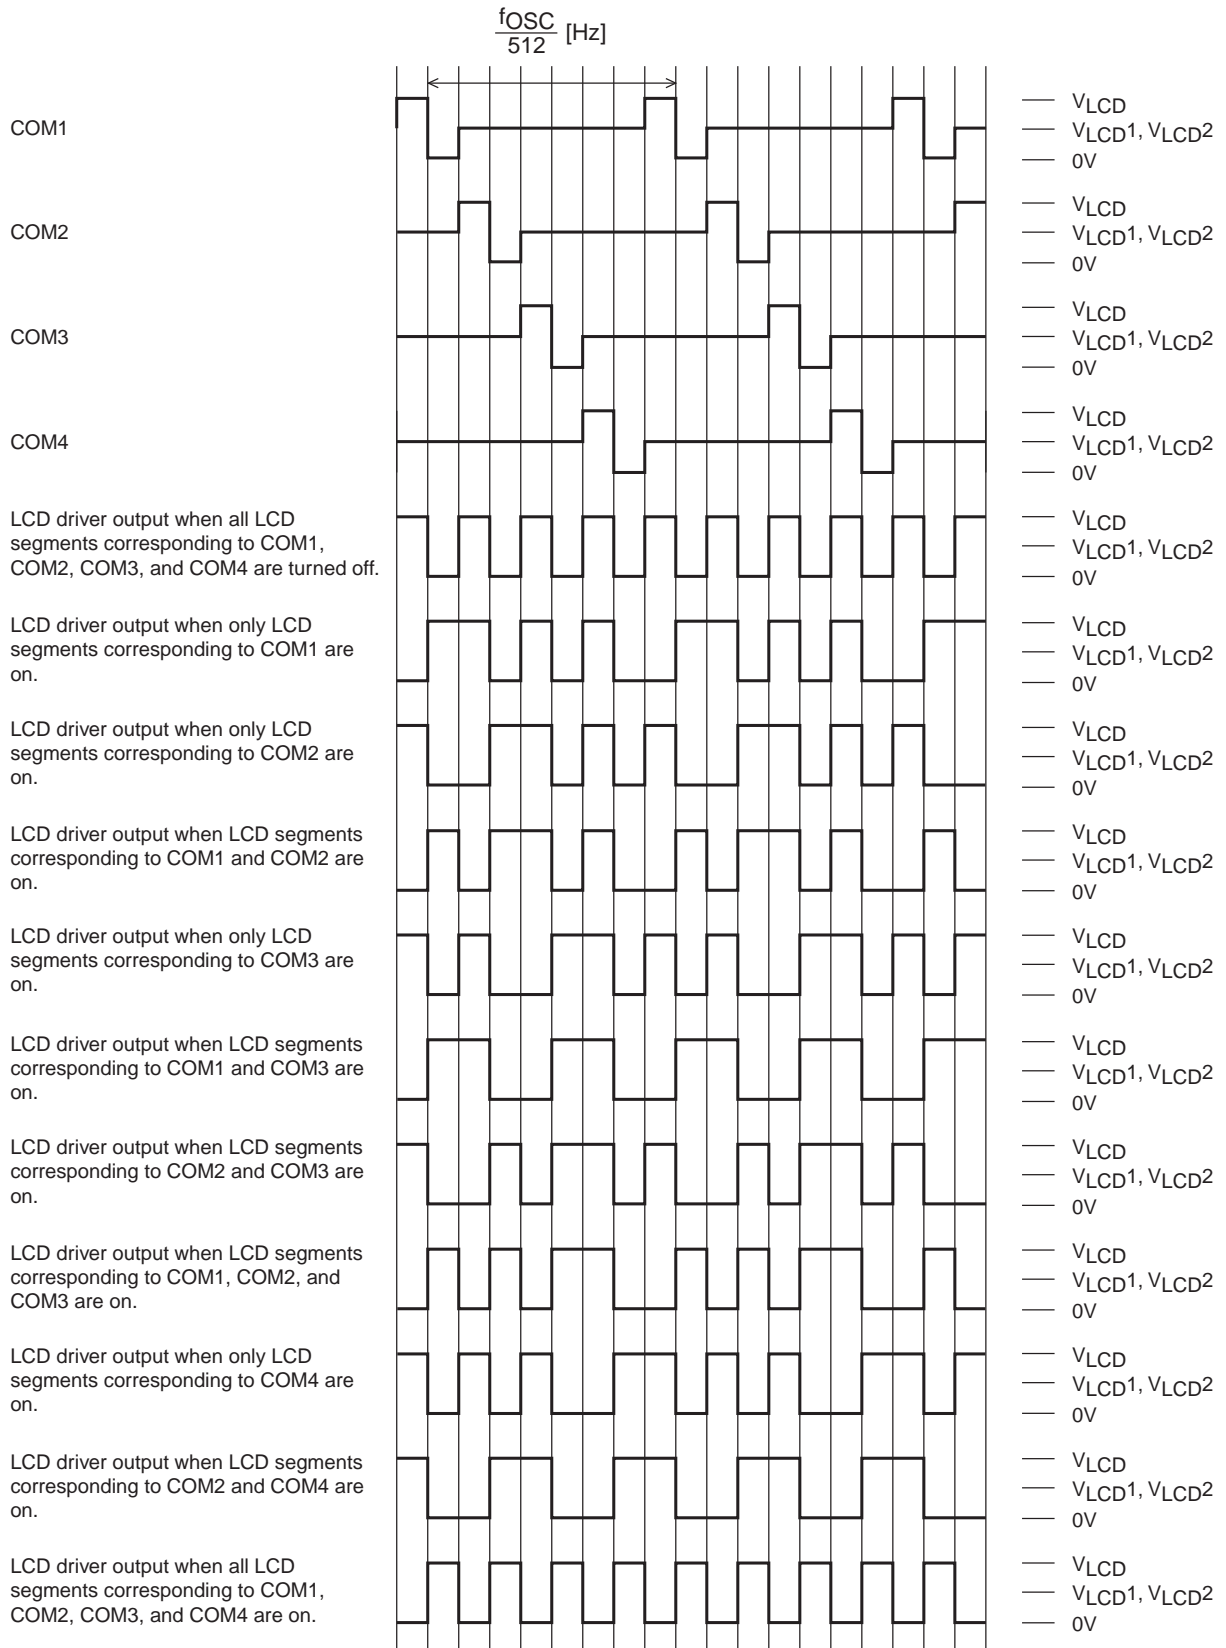 fOSC
512 [Hz]
COM1
VLCD
VLCD1, VLCD2
0V
COM2
VLCD
VLCD1, VLCD2
0V
COM3
VLCD
VLCD1, VLCD2
0V
COM4
VLCD
VLCD1, VLCD2
0V
LCD driver output when all LCD
segments corresponding to COM1,
COM2, COM3, and COM4 are turned off.
VLCD
VLCD1, VLCD2
0V
LCD driver output when only LCD
segments corresponding to COM1 are
on.
VLCD
VLCD1, VLCD2
0V
LCD driver output when only LCD
segments corresponding to COM2 are
on.
VLCD
VLCD1, VLCD2
0V
LCD driver output when LCD segments
corresponding to COM1 and COM2 are
on.
VLCD
VLCD1, VLCD2
0V
LCD driver output when only LCD
segments corresponding to COM3 are
on.
VLCD
VLCD1, VLCD2
0V
LCD driver output when LCD segments
corresponding to COM1 and COM3 are
on.
VLCD
VLCD1, VLCD2
0V
LCD driver output when LCD segments
corresponding to COM2 and COM3 are
on.
VLCD
VLCD1, VLCD2
0V
LCD driver output when LCD segments
corresponding to COM1, COM2, and
COM3 are on.
VLCD
VLCD1, VLCD2
0V
LCD driver output when only LCD
segments corresponding to COM4 are
on.
VLCD
VLCD1, VLCD2
0V
LCD driver output when LCD segments
corresponding to COM2 and COM4 are
on.
VLCD
VLCD1, VLCD2
0V
LCD driver output when all LCD
segments corresponding to COM1,
COM2, COM3, and COM4 are on.
VLCD
VLCD1, VLCD2
0V